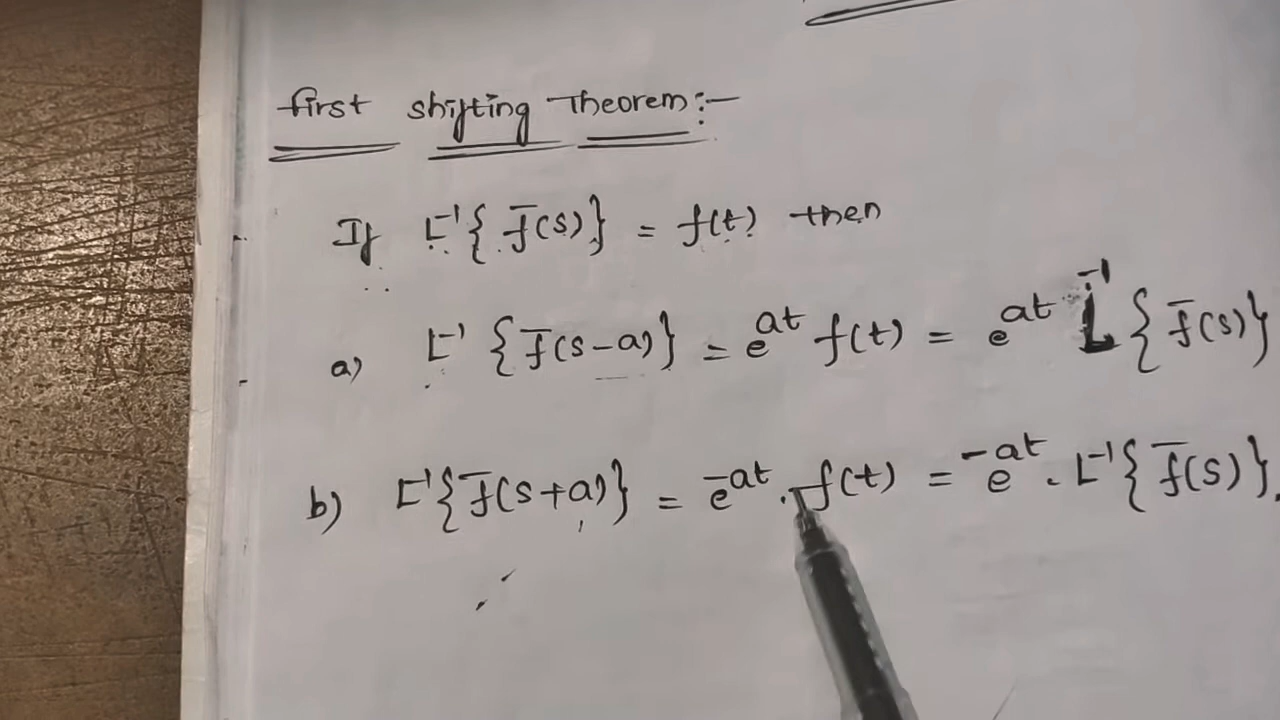 first shifting Theorem:-
If L⁻¹{f̄(s)} = f(t) then
a) L⁻¹{f̄(s-a)} = e^at f(t) = e^at L⁻¹{f̄(s)}
b) L⁻¹{f̄(s+a)} = e^-at . f(t) = e^-at . L⁻¹{f̄(s)}.